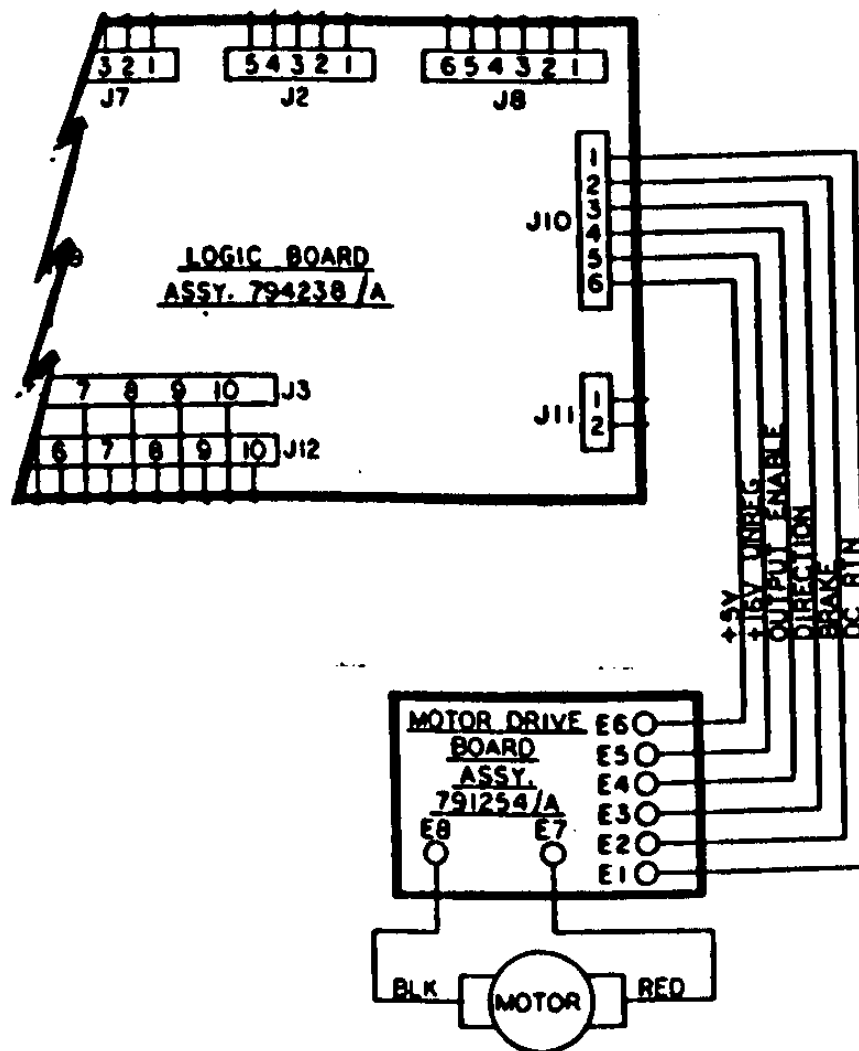 3 2 1
J7
5 4 3 2 1
J2
6 5 4 3 2 1
J8
J10
1
2
3
4
5
6
LOGIC BOARD
ASSY. 794238/A
7 8 9 10
J3
6 7 8 9 10
J12
J11
1
2
+5V
+16V UNREG
OUTPUT ENABLE
DIRECTION
BRAKE
DC RTN
MOTOR DRIVE
BOARD
ASSY.
791254/A
E8
E7
E6
E5
E4
E3
E2
E1
BLK
MOTOR
RED